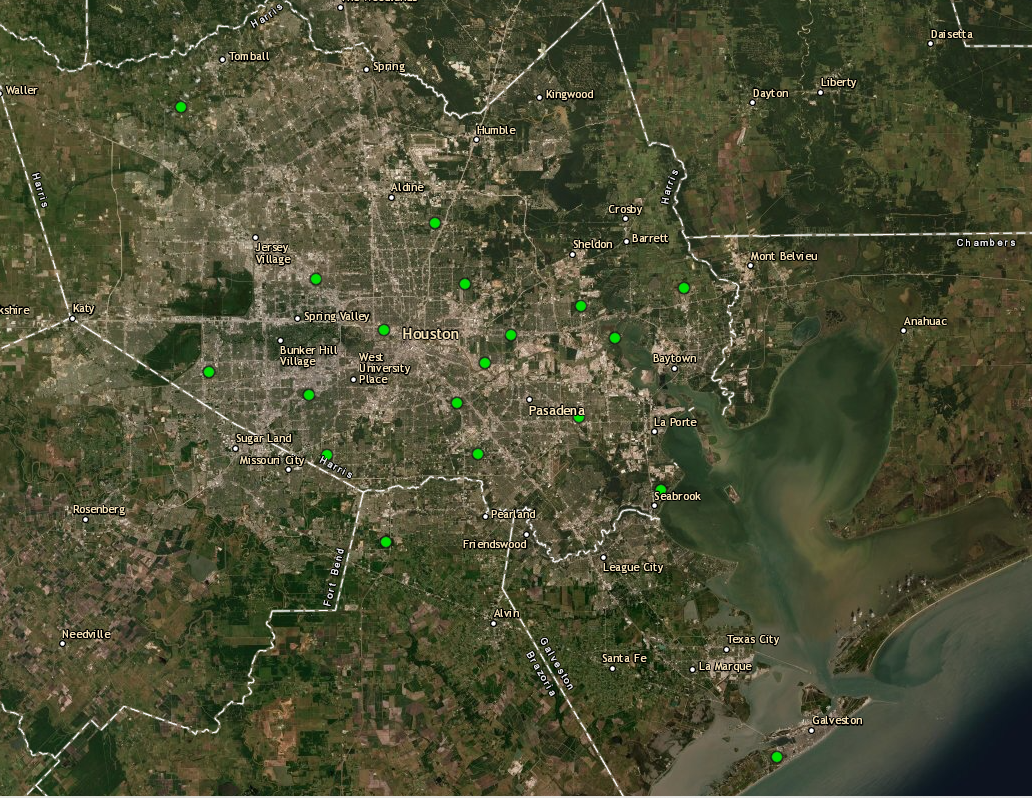 Harris
Daisetta
Tomball
Spring
Waller
Liberty
Dayton
Kingwood
Humble
Harris
Harris
Aldine
Crosby
Barrett
Sheldon
Chambers
Jersey
Village
Mont Belvieu
Katy
Spring Valley
Houston
Anahuac
Bunker Hill
Village
West
University
Place
Baytown
Pasadena
La Porte
Sugar Land
Missouri City
Harris
Seabrook
Rosenberg
Pearland
Friendswood
League City
Fort Bend
Alvin
Needville
Galveston
Brazoria
Santa Fe
Texas City
La Marque
Galveston